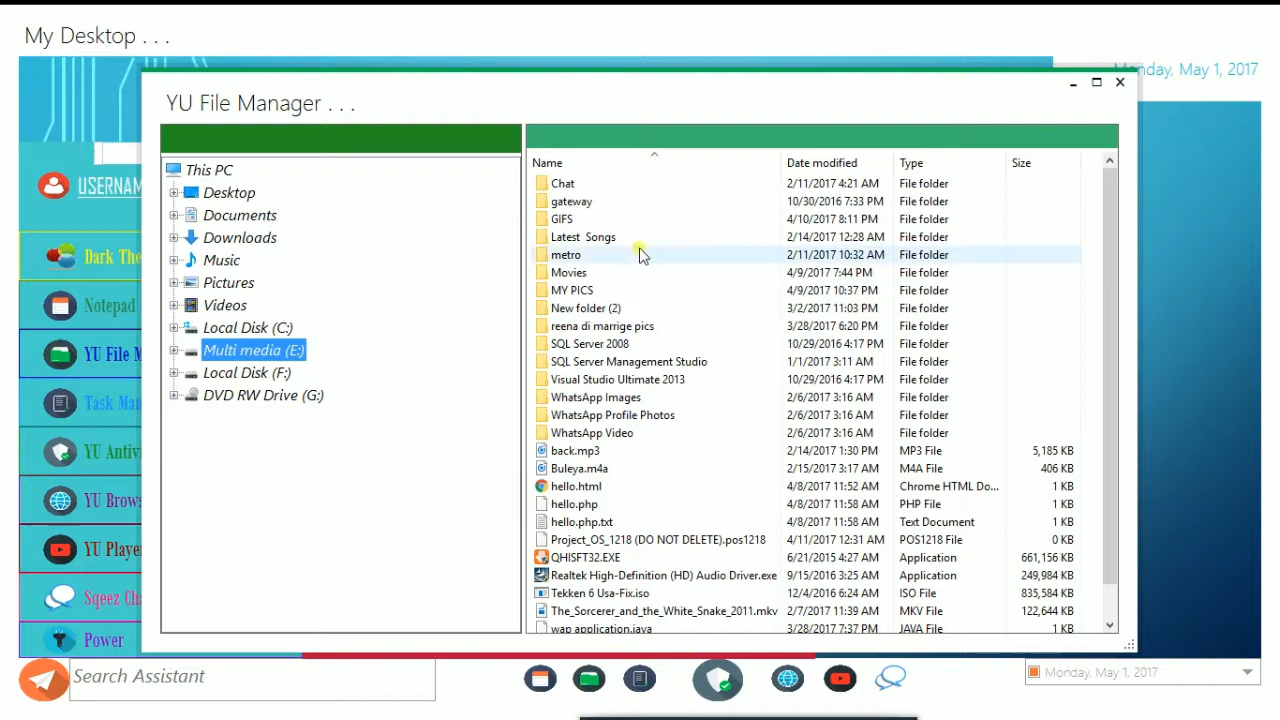 My Desktop . . .
Monday, May 1, 2017
YU File Manager . . .
USERNAM
Dark The
Notepad
YU File M
Task Man
YU Antiv
YU Brows
YU Playe
Sqeez Cha
Power
This PC
Desktop
Documents
Downloads
Music
Pictures
Videos
Local Disk (C:)
Multi media (E:)
Local Disk (F:)
DVD RW Drive (G:)
Name Date modified Type Size
Chat 2/11/2017 4:21 AM File folder
gateway 10/30/2016 7:33 PM File folder
GIFS 4/10/2017 8:11 PM File folder
Latest Songs 2/14/2017 12:28 AM File folder
metro 2/11/2017 10:32 AM File folder
Movies 4/9/2017 7:44 PM File folder
MY PICS 4/9/2017 10:37 PM File folder
New folder (2) 3/2/2017 11:03 PM File folder
reena di marrige pics 3/28/2017 6:20 PM File folder
SQL Server 2008 10/29/2016 4:17 PM File folder
SQL Server Management Studio 1/1/2017 3:11 AM File folder
Visual Studio Ultimate 2013 10/29/2016 4:17 PM File folder
WhatsApp Images 2/6/2017 3:16 AM File folder
WhatsApp Profile Photos 2/6/2017 3:16 AM File folder
WhatsApp Video 2/6/2017 3:16 AM File folder
back.mp3 2/14/2017 1:30 PM MP3 File 5,185 KB
Buleya.m4a 2/15/2017 3:17 AM M4A File 406 KB
hello.html 4/8/2017 11:52 AM Chrome HTML Do... 1 KB
hello.php 4/8/2017 11:58 AM PHP File 1 KB
hello.php.txt 4/8/2017 11:58 AM Text Document 1 KB
Project_OS_1218 (DO NOT DELETE).pos1218 4/11/2017 12:31 AM POS1218 File 0 KB
QHISFT32.EXE 6/21/2015 4:27 AM Application 661,156 KB
Realtek High-Definition (HD) Audio Driver.exe 9/15/2016 3:25 AM Application 249,984 KB
Tekken 6 Usa-Fix.iso 12/4/2016 6:24 AM ISO File 835,584 KB
The_Sorcerer_and_the_White_Snake_2011.mkv 2/7/2017 11:39 AM MKV File 122,644 KB
wap application.java 3/28/2017 7:37 PM JAVA File 1 KB
Search Assistant
Monday, May 1, 2017